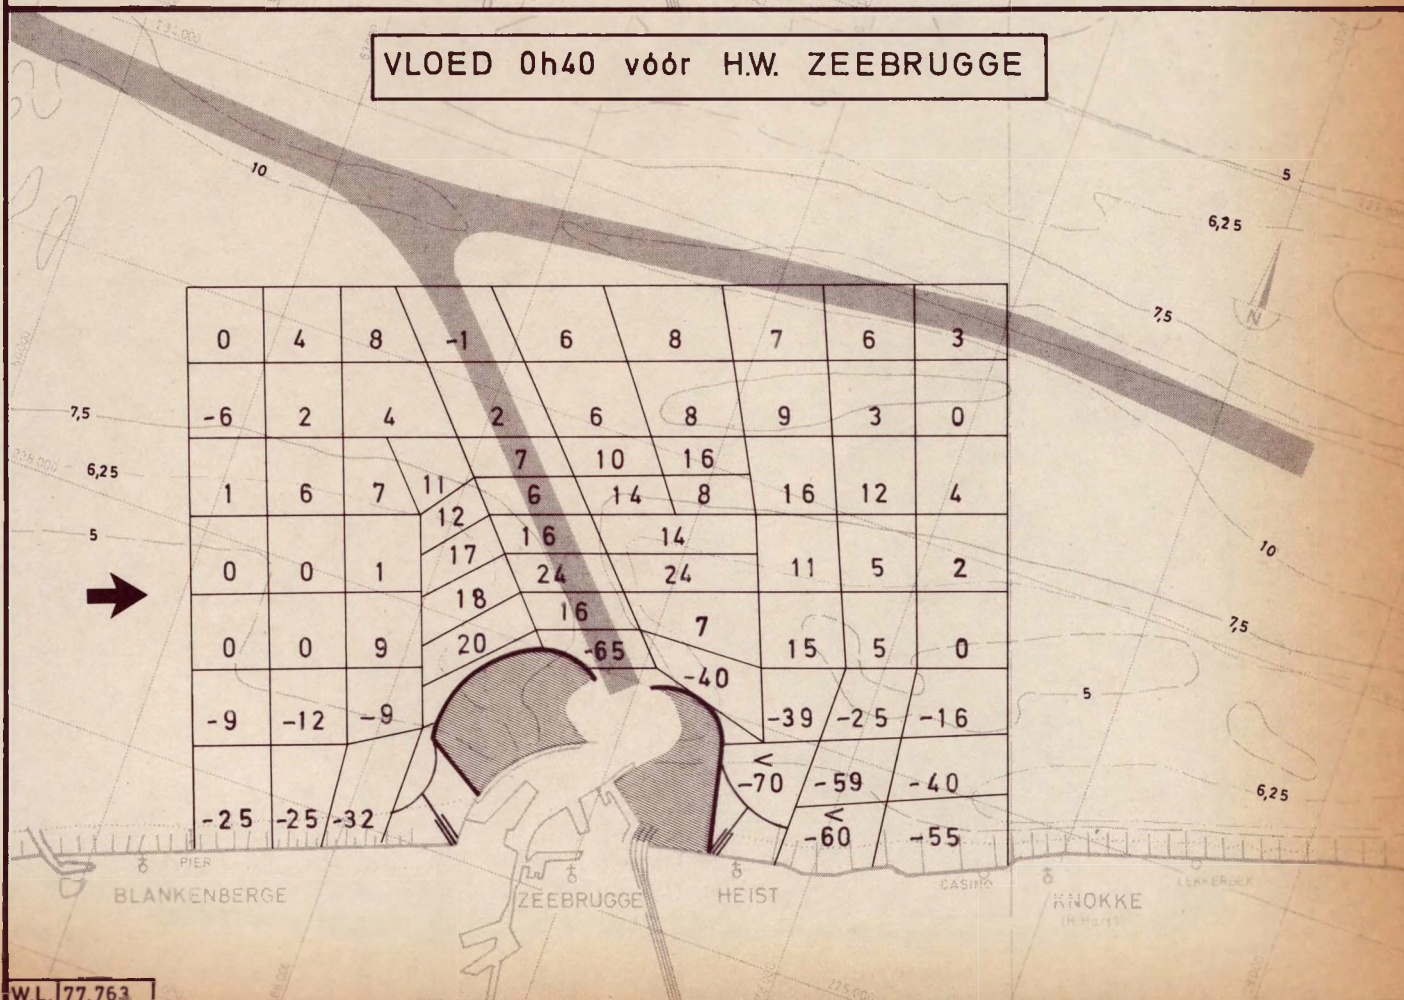 VLOED 0h40 vóór H.W. ZEEBRUGGE
10
5
6,25
N
7,5
0 4 8 -1 6 8 7 6 3
-6 2 4 2 6 8 9 3 0
7,5
7 10 16
6,25
1 6 7 11 6 14 8 16 12 4
12
5
16 14
10
17
0 0 1 24 24 11 5 2
18
16
7
7,5
0 0 9 20 -65 15 5 0
-40
5
-9 -12 -9 -39 -25 -16
<
-70 -59 -40
6,25
<
-25 -25 -32 -60 -55
PIER
CASINO
BLANKENBERGE ZEEBRUGGE HEIST KNOKKE
W.L. 77.763